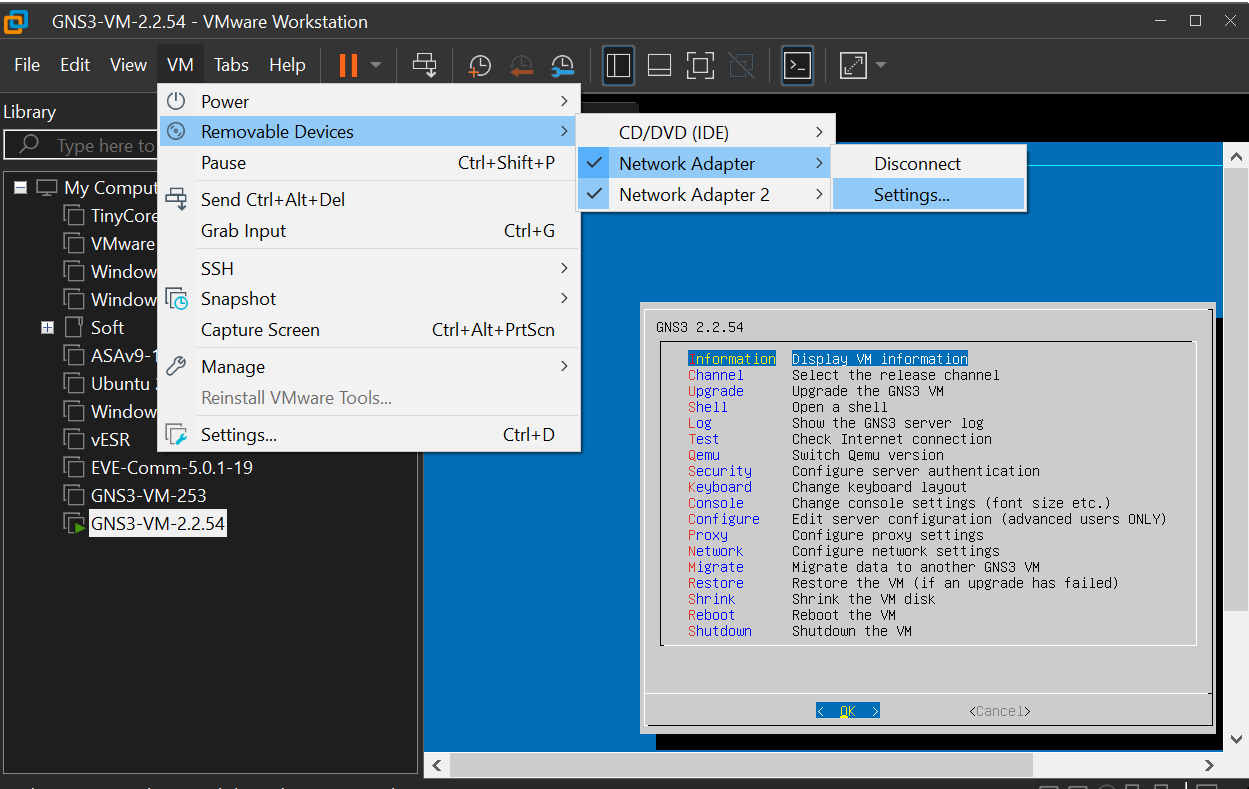 GNS3-VM-2.2.54 - VMware Workstation
File Edit View VM Tabs Help
Library
Type here to
My Comput
TinyCore
VMware
Window
Window
Soft
ASAv9-1
Ubuntu
Window
vESR
EVE-Comm-5.0.1-19
GNS3-VM-253
GNS3-VM-2.2.54
Power
Removable Devices
Pause Ctrl+Shift+P
Send Ctrl+Alt+Del
Grab Input Ctrl+G
SSH
Snapshot
Capture Screen Ctrl+Alt+PrtScn
Manage
Reinstall VMware Tools...
Settings... Ctrl+D
CD/DVD (IDE)
Network Adapter
Network Adapter 2
Disconnect
Settings...
GNS3 2.2.54
Information Display VM information
Channel Select the release channel
Upgrade Upgrade the GNS3 VM
Shell Open a shell
Log Show the GNS3 server log
Test Check Internet connection
Qemu Switch Qemu version
Security Configure server authentication
Keyboard Change keyboard layout
Console Change console settings (font size etc.)
Configure Edit server configuration (advanced users ONLY)
Proxy Configure proxy settings
Network Configure network settings
Migrate Migrate data to another GNS3 VM
Restore Restore the VM (if an upgrade has failed)
Shrink Shrink the VM disk
Reboot Reboot the VM
Shutdown Shutdown the VM
< OK > <Cancel>